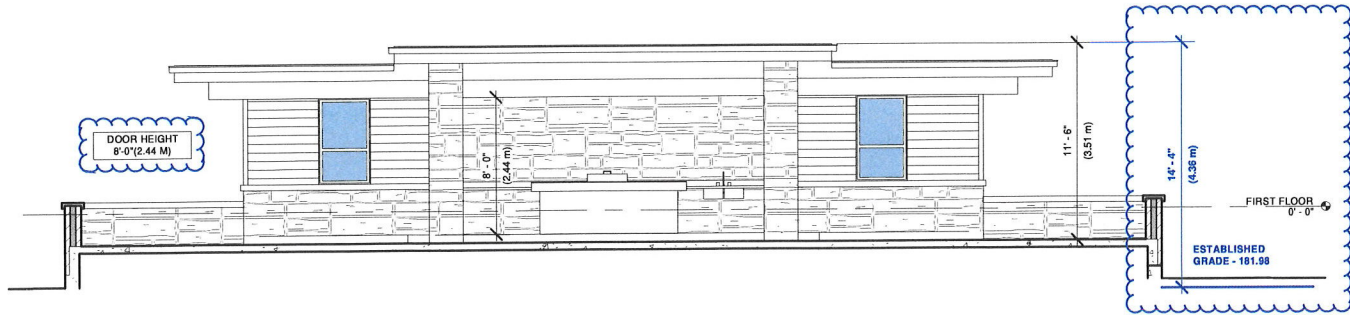 DOOR HEIGHT
8'-0"(2.44 M)
8' - 0"
(2.44 m)
11' - 6"
(3.51 m)
14' - 4"
(4.36 m)
FIRST FLOOR
0' - 0"
ESTABLISHED
GRADE - 181.98